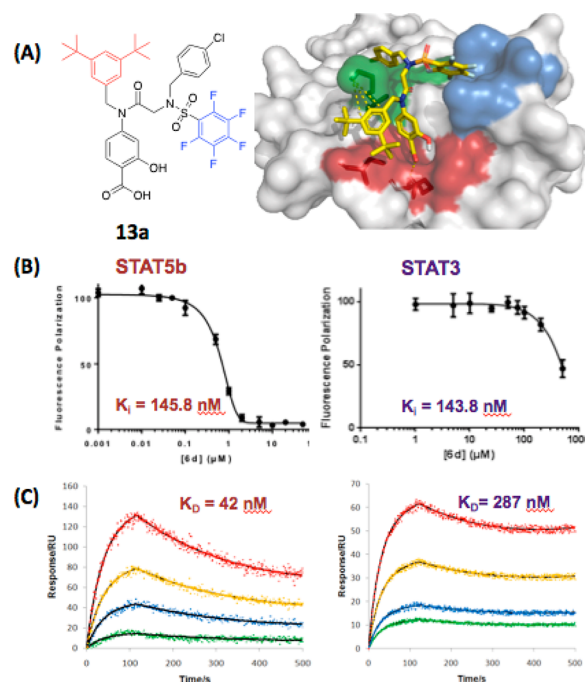 (A)
Cl
N
O
N
S
O
O
F
F
F
F
F
OH
O
OH
13a
(B)
STAT5b
STAT3
Fluorescence Polarization
100
50
0
Ki = 145.8 nM
0.001
0.01
0.1
1
10
[6d] (µM)
Fluorescence Polarization
100
50
0
Ki = 143.8 nM
0.1
1
10
100
1000
[6d] (µM)
(C)
KD = 42 nM
Response/RU
160
140
120
100
80
60
40
20
0
0
100
200
300
400
500
Time/s
KD= 287 nM
Response/RU
70
60
50
40
30
20
10
0
0
100
200
300
400
500
Time/s